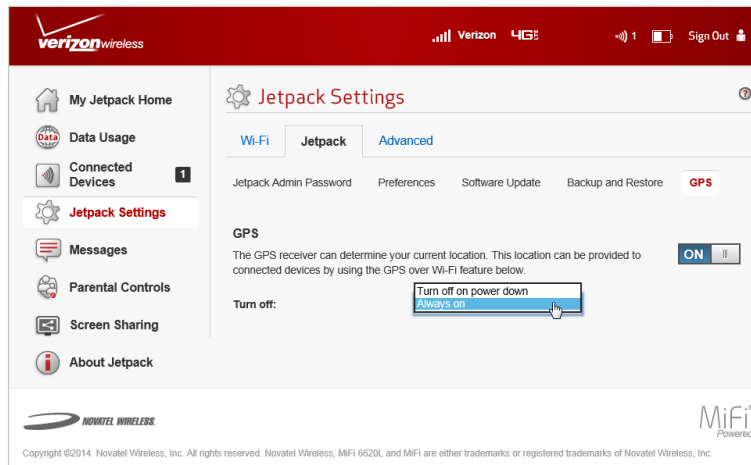 verizonwireless
Verizon 4G LTE 1 Sign Out
My Jetpack Home
Data Data Usage
Connected Devices 1
Jetpack Settings
Messages
Parental Controls
Screen Sharing
About Jetpack
Jetpack Settings ?
Wi-Fi Jetpack Advanced
Jetpack Admin Password Preferences Software Update Backup and Restore GPS
GPS
The GPS receiver can determine your current location. This location can be provided to
connected devices by using the GPS over Wi-Fi feature below.
ON
Turn off:
Turn off on power down
Always on
NOVATEL WIRELESS.
MiFi®
Powered
Copyright ©2014. Novatel Wireless, Inc. All rights reserved. Novatel Wireless, MiFi 6620L and MiFi are either trademarks or registered trademarks of Novatel Wireless, Inc.